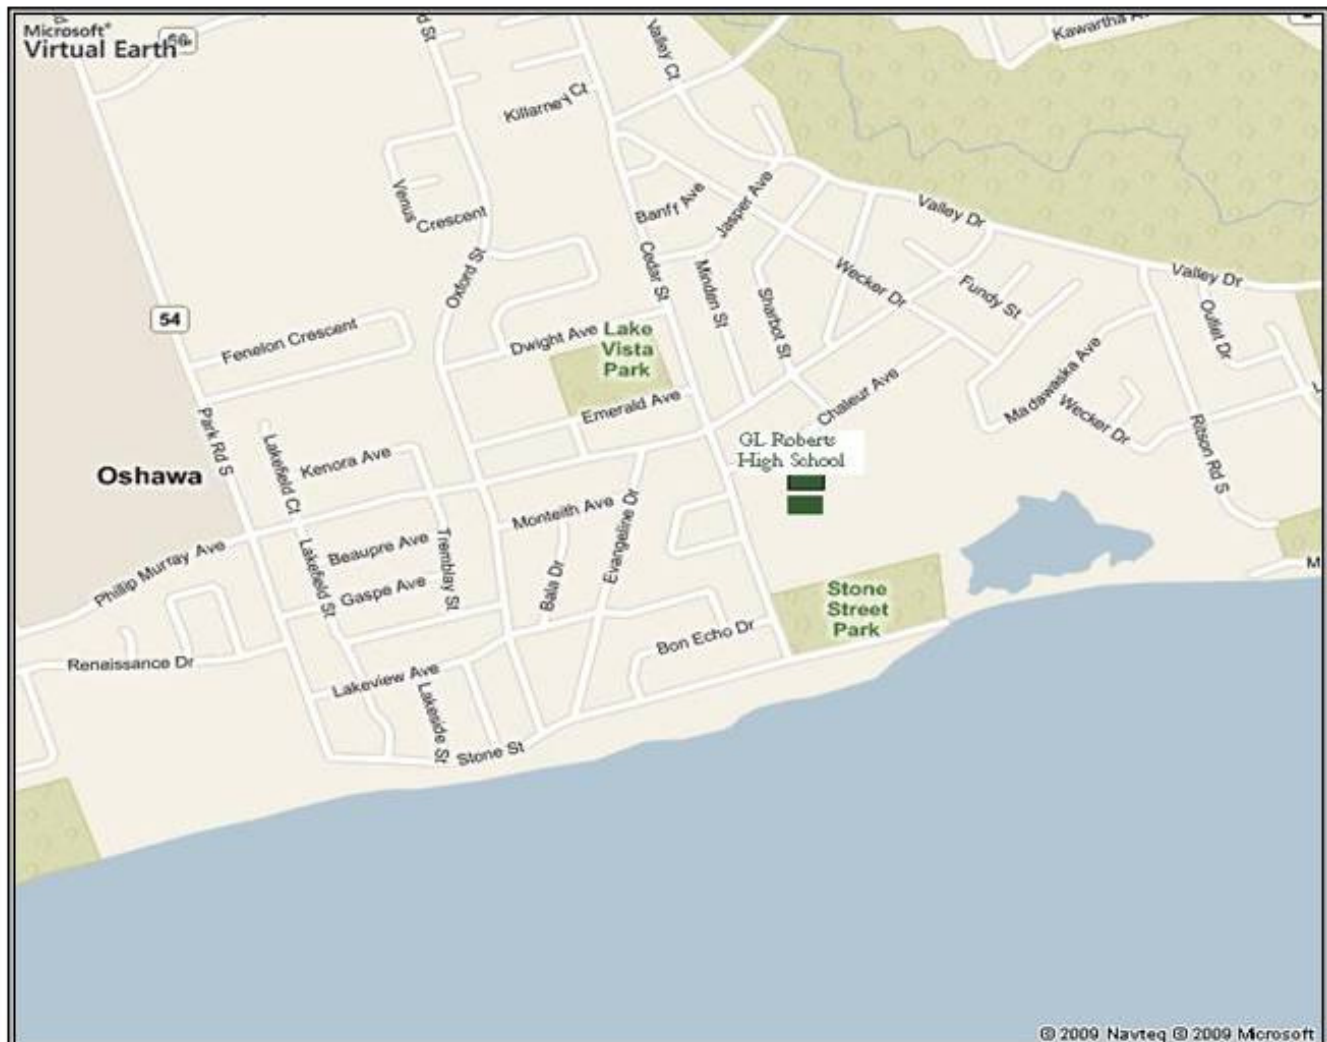 Microsoft®
Virtual Earth™
Kawartha
Valley Ct
Killarney Ct
Venus
Crescent
Banff Ave
Jasper Ave
Valley Dr
Oxford St
Cedar St
Minden St
Wecker Dr
Fundy St
Valley Dr
Sharbot St
Outlet Dr
54
Fenelon Crescent
Dwight Ave
Lake
Vista
Park
Chaleur Ave
Madawaska Ave
Wecker Dr
Emerald Ave
Park Rd S
Ritson Rd S
Lakefield Ct
Kenora Ave
GL Roberts
High School
Oshawa
Monteith Ave
Evangeline Dr
Phillip Murray Ave
Beaupre Ave
Lakefield St
Tremblay St
Gaspe Ave
Bala Dr
Stone
Street
Park
Bon Echo Dr
Renaissance Dr
Lakeview Ave
Lakeside St
Stone St
© 2009 Navteq © 2009 Microsoft